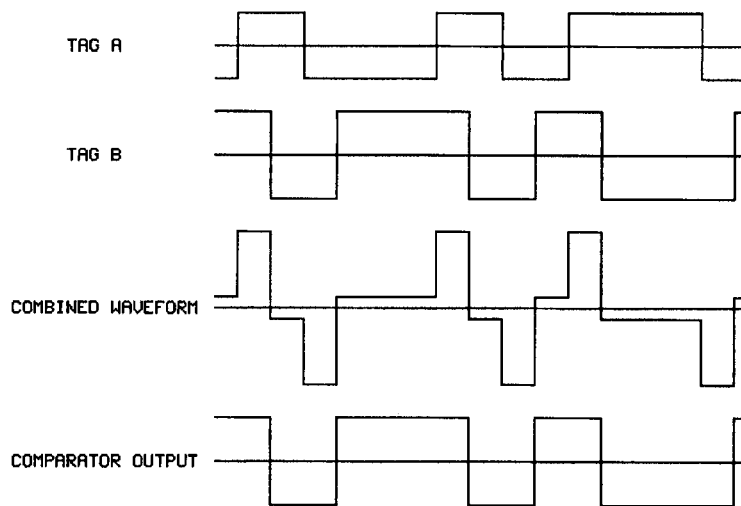 TAG A
TAG B
COMBINED WAVEFORM
COMPARATOR OUTPUT